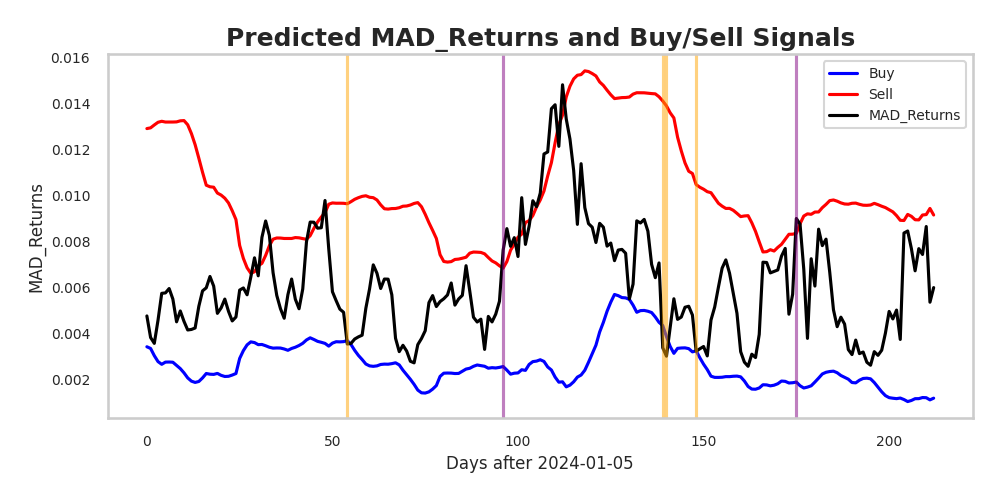 Predicted MAD_Returns and Buy/Sell Signals
0.016
0.014
0.012
0.010
0.008
0.006
0.004
0.002
MAD_Returns
Buy
Sell
MAD_Returns
0
50
100
150
200
Days after 2024-01-05